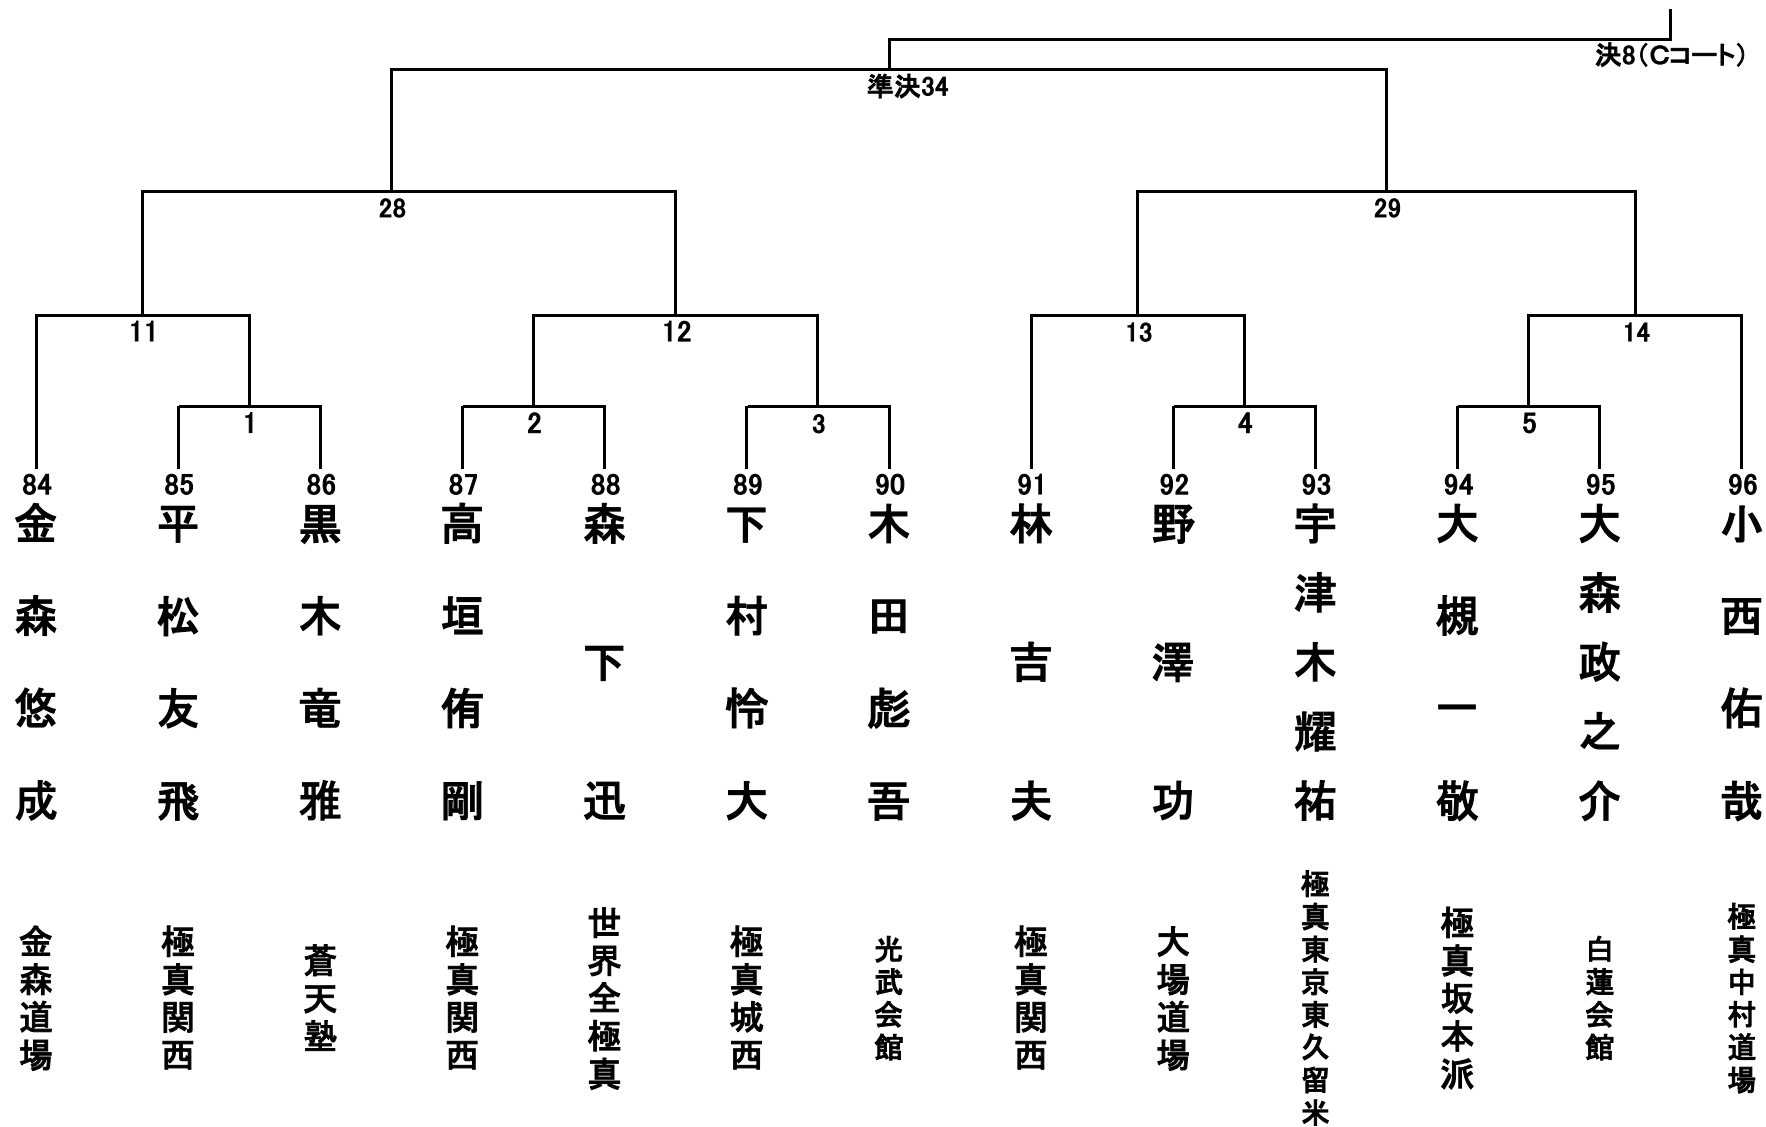 決8（Cコート）
準決34
28
29
11
12
13
14
1
2
3
4
5
84
金森悠成
金森道場
85
平松友飛
極真関西
86
黒木竜雅
蒼天塾
87
高垣侑剛
極真関西
88
森下迅
世界全極真
89
下村怜大
極真城西
90
木田彪吾
光武会館
91
林吉夫
極真関西
92
野澤功
大場道場
93
宇津木耀祐
極真東京東久留米
94
大槻一敬
極真坂本派
95
大森政之介
白蓮会館
96
小西佑哉
極真中村道場